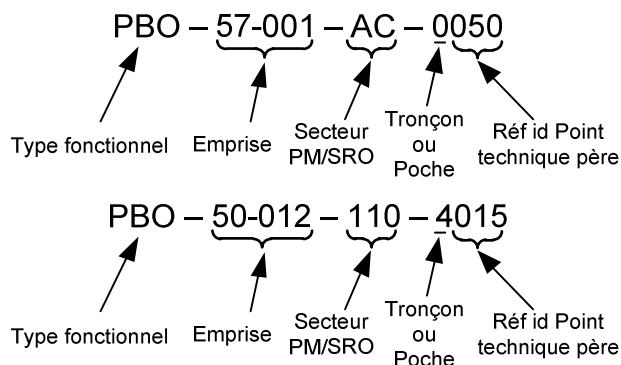 PBO – 57-001 – AC – 0050
Type fonctionnel
Emprise
Secteur
PM/SRO
Tronçon
ou
Poche
Réf id Point
technique père
PBO – 50-012 – 110 – 4015
Type fonctionnel
Emprise
Secteur
PM/SRO
Tronçon
ou
Poche
Réf id Point
technique père